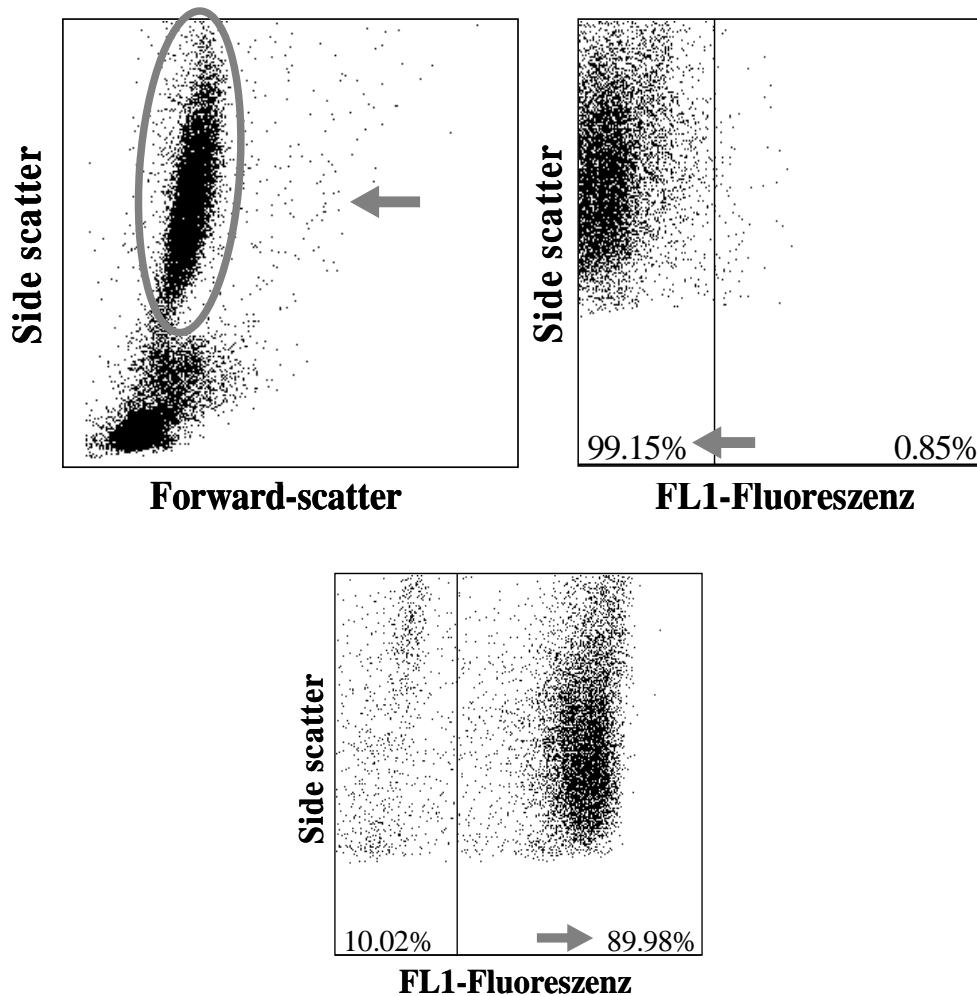 Side scatter
Forward-scatter
Side scatter
99.15%
0.85%
FL1-Fluoreszenz
Side scatter
10.02%
89.98%
FL1-Fluoreszenz